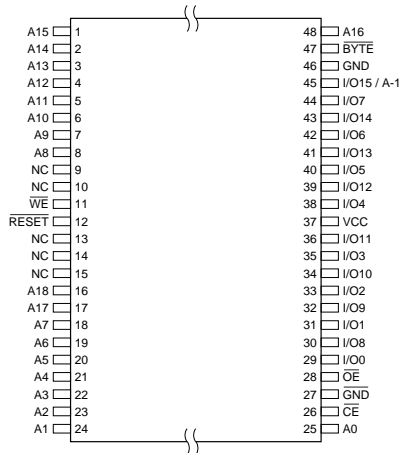 A15 1 48 A16
A14 2 47 BYTE
A13 3 46 GND
A12 4 45 I/O15 / A-1
A11 5 44 I/O7
A10 6 43 I/O14
A9 7 42 I/O6
A8 8 41 I/O13
NC 9 40 I/O5
NC 10 39 I/O12
WE 11 38 I/O4
RESET 12 37 VCC
NC 13 36 I/O11
NC 14 35 I/O3
NC 15 34 I/O10
A18 16 33 I/O2
A17 17 32 I/O9
A7 18 31 I/O1
A6 19 30 I/O8
A5 20 29 I/O0
A4 21 28 OE
A3 22 27 GND
A2 23 26 CE
A1 24 25 A0